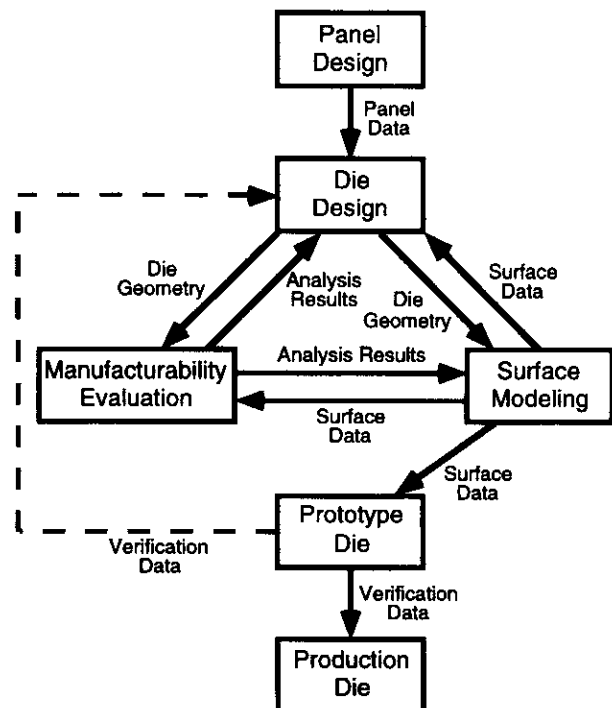 Panel
Design
Panel
Data
Die
Design
Die
Geometry
Analysis
Results
Die
Geometry
Surface
Data
Manufacturability
Evaluation
Analysis Results
Surface
Data
Surface
Modeling
Surface
Data
Prototype
Die
Verification
Data
Verification
Data
Production
Die